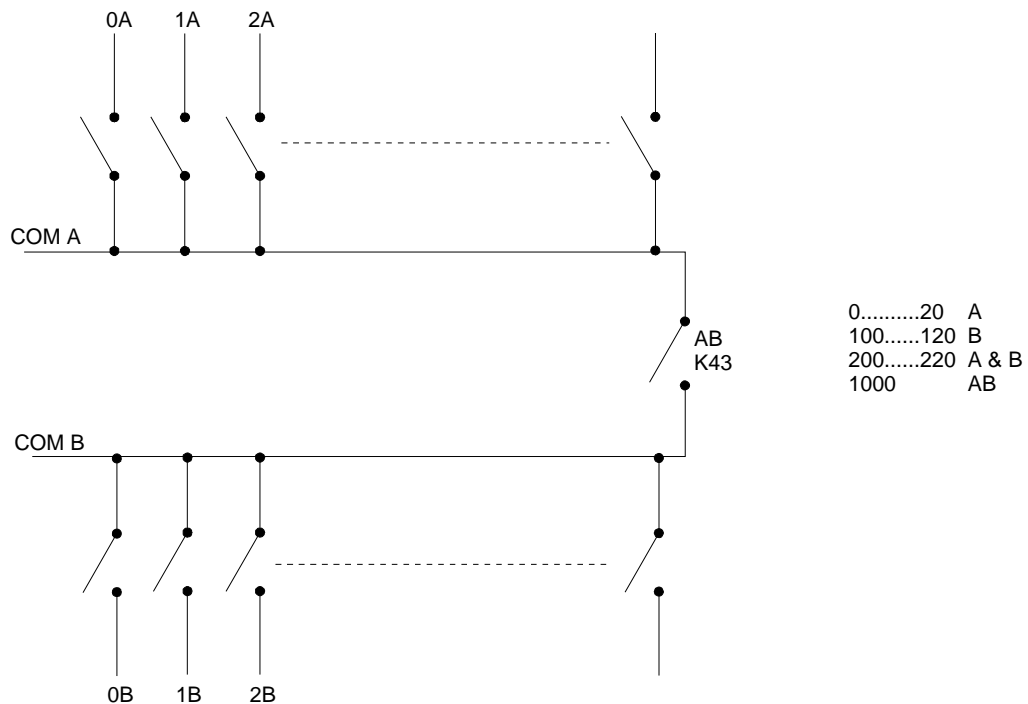 0A 1A 2A
COM A
AB
K43
0..........20 A
100......120 B
200......220 A & B
1000 AB
COM B
0B 1B 2B